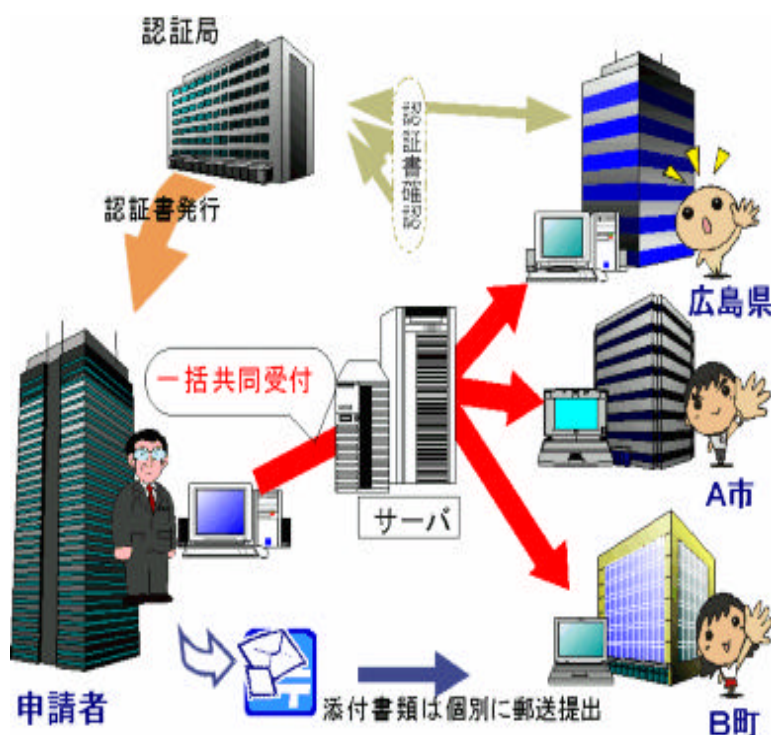 認証局
認証書確認
認証書発行
広島県
一括共同受付
A市
サーバ
申請者
添付書類は個別に郵送提出
B町